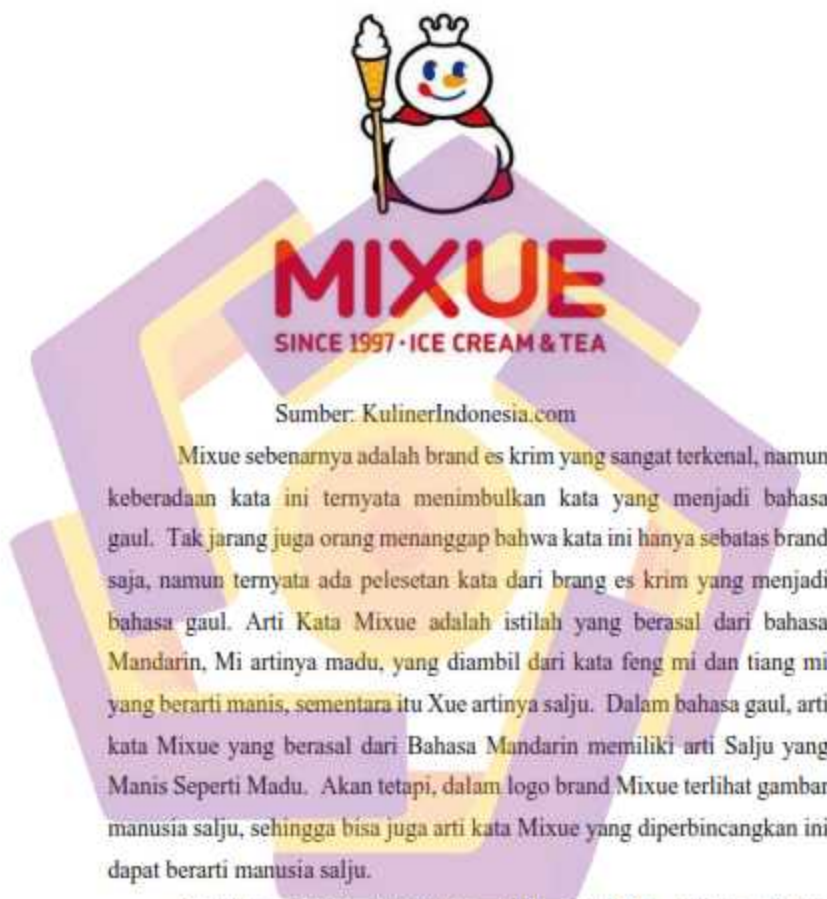 MIXUE
SINCE 1997 · ICE CREAM & TEA
Sumber: KulinerIndonesia.com
Mixue sebenarnya adalah brand es krim yang sangat terkenal, namun
keberadaan kata ini ternyata menimbulkan kata yang menjadi bahasa
gaul. Tak jarang juga orang menanggap bahwa kata ini hanya sebatas brand
saja, namun ternyata ada pelesetan kata dari brang es krim yang menjadi
bahasa gaul. Arti Kata Mixue adalah istilah yang berasal dari bahasa
Mandarin, Mi artinya madu, yang diambil dari kata feng mi dan tiang mi
yang berarti manis, sementara itu Xue artinya salju. Dalam bahasa gaul, arti
kata Mixue yang berasal dari Bahasa Mandarin memiliki arti Salju yang
Manis Seperti Madu. Akan tetapi, dalam logo brand Mixue terlihat gambar
manusia salju, sehingga bisa juga arti kata Mixue yang diperbincangkan ini
dapat berarti manusia salju.